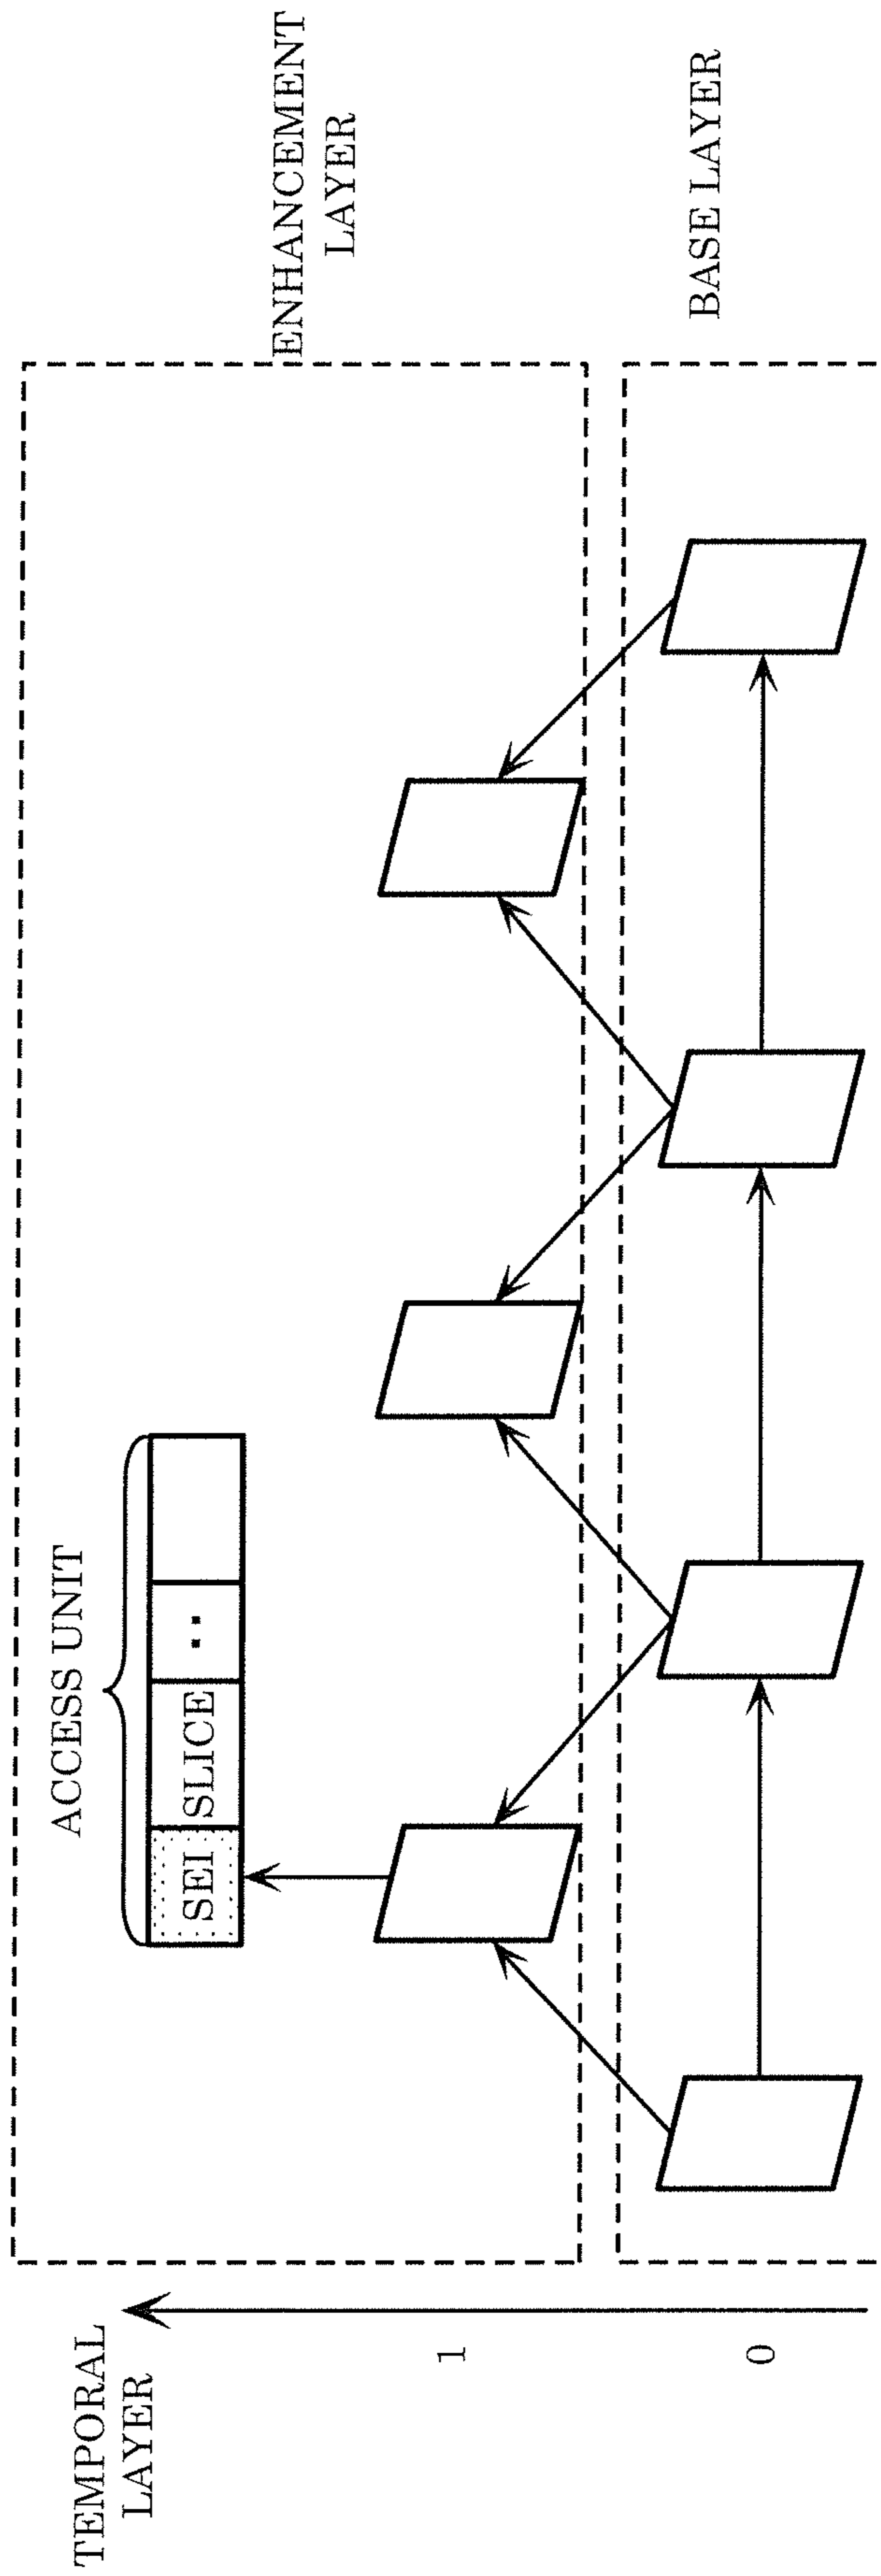 TEMPORAL
LAYER
1
0
ACCESS UNIT
SEI
SLICE
..
ENHANCEMENT
LAYER
BASE LAYER